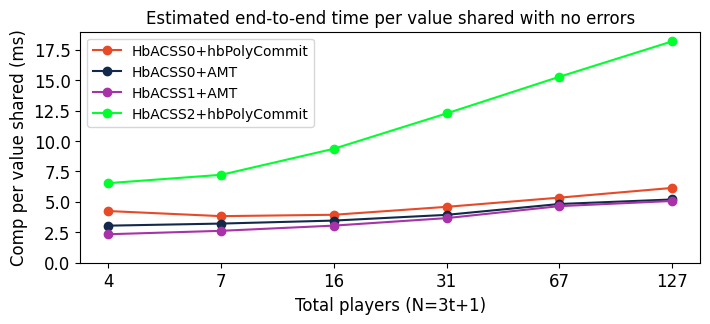 Estimated end-to-end time per value shared with no errors
Comp per value shared (ms)
17.5
15.0
12.5
10.0
7.5
5.0
2.5
0.0
HbACSS0+hbPolyCommit
HbACSS0+AMT
HbACSS1+AMT
HbACSS2+hbPolyCommit
4 7 16 31 67 127
Total players (N=3t+1)